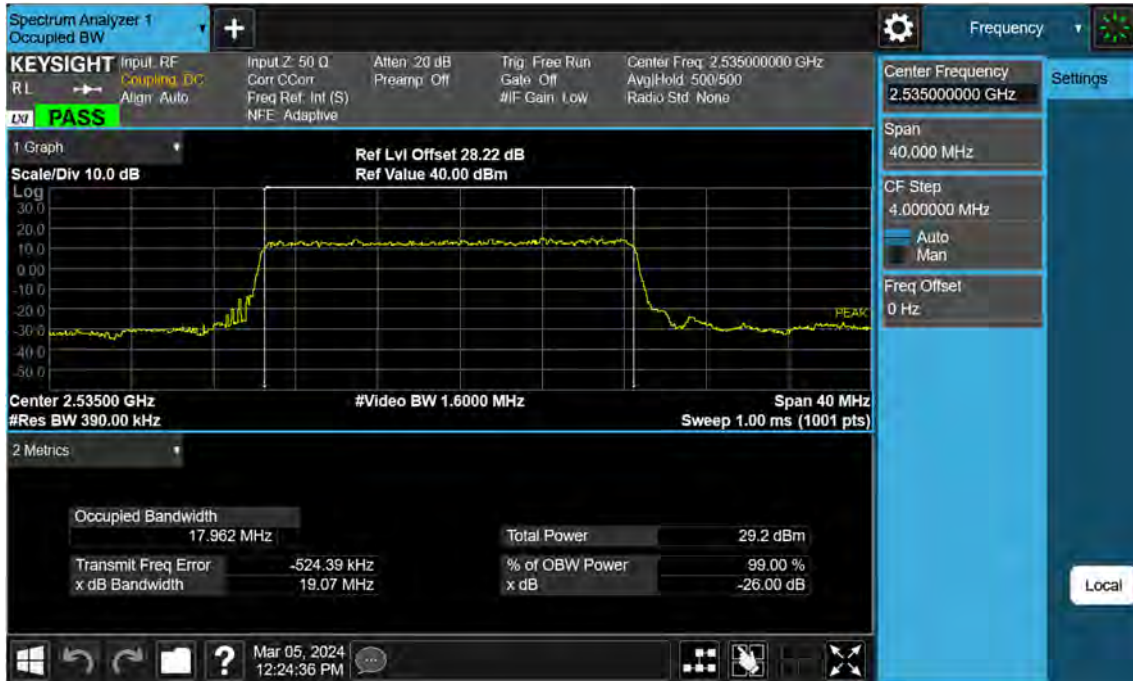 Spectrum Analyzer 1
Occupied BW
+
Frequency
KEYSIGHT
RL
LXI
PASS
Input: RF
Coupling: DC
Align: Auto
Input Z: 50 Ω
Corr CCorr
Freq Ref: Int (S)
NFE: Adaptive
Atten: 20 dB
Preamp: Off
Trig: Free Run
Gate: Off
#IF Gain: Low
Center Freq: 2.535000000 GHz
Avg|Hold: 500/500
Radio Std: None
Center Frequency
2.535000000 GHz
Settings
Span
40.000 MHz
CF Step
4.000000 MHz
Auto
Man
Freq Offset
0 Hz
1 Graph
Scale/Div 10.0 dB
Ref Lvl Offset 28.22 dB
Ref Value 40.00 dBm
Log
30.0
20.0
10.0
0.00
-10.0
-20.0
-30.0
-40.0
-50.0
PEAK
Center 2.53500 GHz
#Video BW 1.6000 MHz
Span 40 MHz
#Res BW 390.00 kHz
Sweep 1.00 ms (1001 pts)
2 Metrics
Occupied Bandwidth
17.962 MHz
Total Power 29.2 dBm
Transmit Freq Error -524.39 kHz
% of OBW Power 99.00 %
x dB Bandwidth 19.07 MHz
x dB -26.00 dB
Local
?
Mar 05, 2024
12:24:36 PM